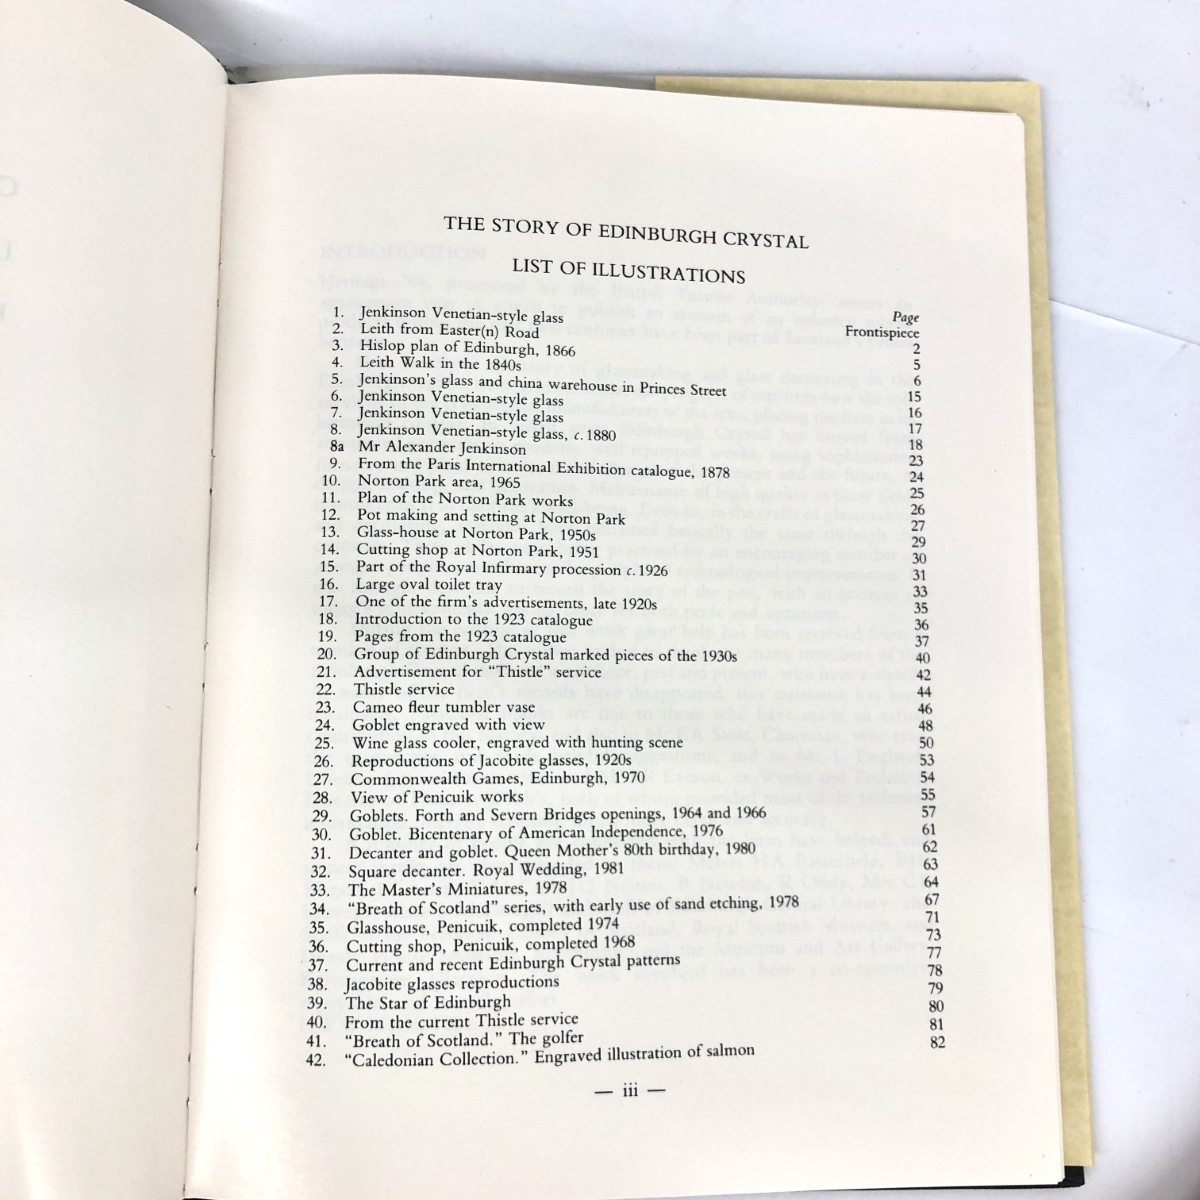 THE STORY OF EDINBURGH CRYSTAL
LIST OF ILLUSTRATIONS
Page
1. Jenkinson Venetian-style glass Frontispiece
2. Leith from Easter(n) Road 2
3. Hislop plan of Edinburgh, 1866 5
4. Leith Walk in the 1840s 6
5. Jenkinson's glass and china warehouse in Princes Street 15
6. Jenkinson Venetian-style glass 16
7. Jenkinson Venetian-style glass 17
8. Jenkinson Venetian-style glass, c. 1880 18
8a Mr Alexander Jenkinson 23
9. From the Paris International Exhibition catalogue, 1878 24
10. Norton Park area, 1965 25
11. Plan of the Norton Park works 26
12. Pot making and setting at Norton Park 27
13. Glass-house at Norton Park, 1950s 29
14. Cutting shop at Norton Park, 1951 30
15. Part of the Royal Infirmary procession c. 1926 31
16. Large oval toilet tray 33
17. One of the firm's advertisements, late 1920s 35
18. Introduction to the 1923 catalogue 36
19. Pages from the 1923 catalogue 37
20. Group of Edinburgh Crystal marked pieces of the 1930s 40
21. Advertisement for "Thistle" service 42
22. Thistle service 44
23. Cameo fleur tumbler vase 46
24. Goblet engraved with view 48
25. Wine glass cooler, engraved with hunting scene 50
26. Reproductions of Jacobite glasses, 1920s 53
27. Commonwealth Games, Edinburgh, 1970 54
28. View of Penicuik works 55
29. Goblets. Forth and Severn Bridges openings, 1964 and 1966 57
30. Goblet. Bicentenary of American Independence, 1976 61
31. Decanter and goblet. Queen Mother's 80th birthday, 1980 62
32. Square decanter. Royal Wedding, 1981 63
33. The Master's Miniatures, 1978 64
34. "Breath of Scotland" series, with early use of sand etching, 1978 67
35. Glasshouse, Penicuik, completed 1974 71
36. Cutting shop, Penicuik, completed 1968 73
37. Current and recent Edinburgh Crystal patterns 77
38. Jacobite glasses reproductions 78
39. The Star of Edinburgh 79
40. From the current Thistle service 80
41. "Breath of Scotland." The golfer 81
42. "Caledonian Collection." Engraved illustration of salmon 82
— iii —